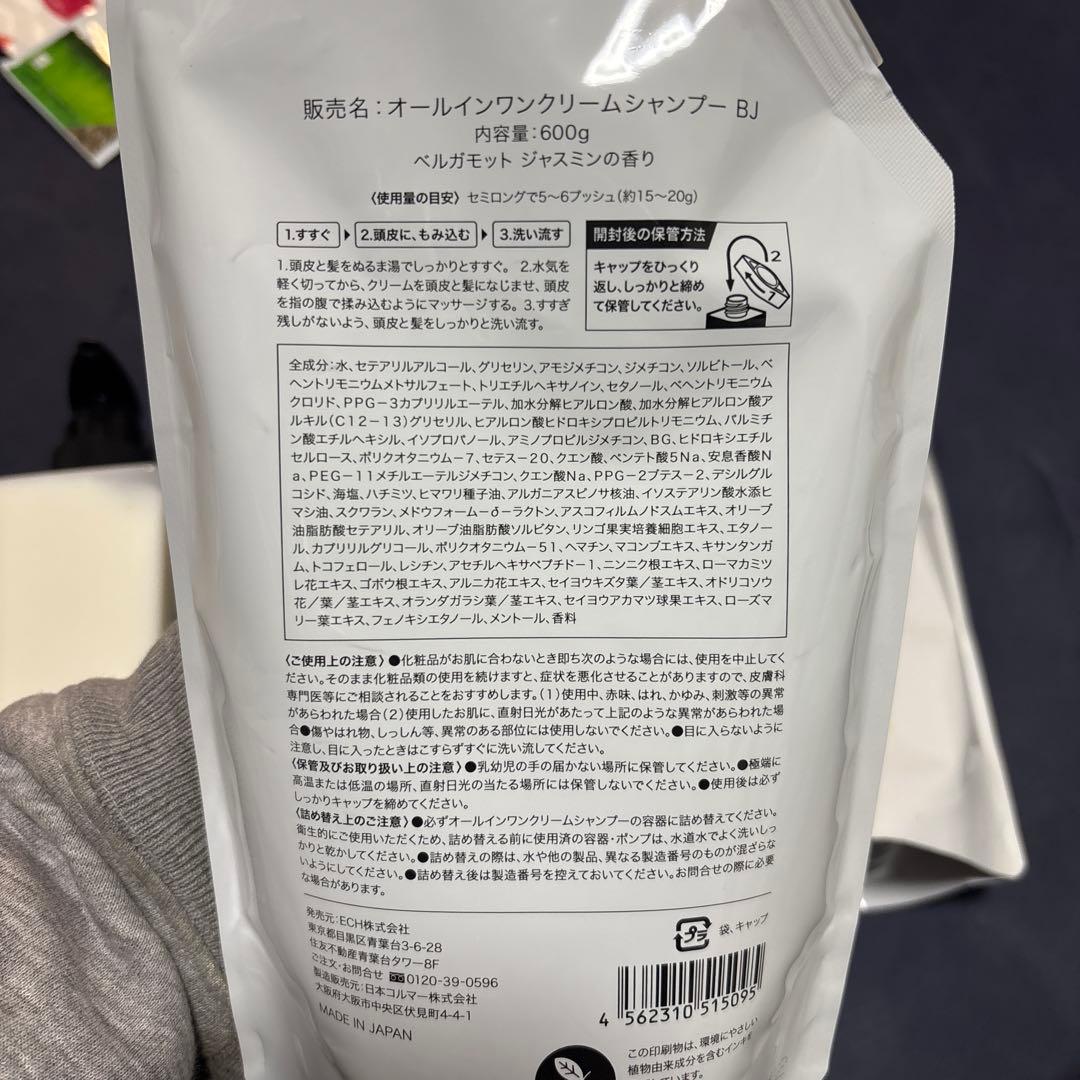 販売名：オールインワンクリームシャンプー BJ
内容量：600g
ベルガモット ジャスミンの香り
〈使用量の目安〉セミロングで5〜6プッシュ（約15〜20g）
1.すすぐ 2.頭皮に、もみ込む 3.洗い流す
1.頭皮と髪をぬるま湯でしっかりとすすぐ。 2.水気を
軽く切ってから、クリームを頭皮と髪になじませ、頭皮
を指の腹で揉み込むようにマッサージする。3.すすぎ
残しがないよう、頭皮と髪をしっかりと洗い流す。
開封後の保管方法
キャップをひっくり
返し、しっかりと締め
て保管してください。
2
1
全成分：水、セテアリルアルコール、グリセリン、アモジメチコン、ジメチコン、ソルビトール、ベ
ヘントリモニウムメトサルフェート、トリエチルヘキサノイン、セタノール、ベヘントリモニウム
クロリド、PPG－3カプリリルエーテル、加水分解ヒアルロン酸、加水分解ヒアルロン酸ア
ルキル（C12－13）グリセリル、ヒアルロン酸ヒドロキシプロピルトリモニウム、パルミチ
ン酸エチルヘキシル、イソプロパノール、アミノプロピルジメチコン、BG、ヒドロキシエチル
セルロース、ポリクオタニウム－7、セテス－20、クエン酸、ペンテト酸5Na、安息香酸N
a、PEG－11メチルエーテルジメチコン、クエン酸Na、PPG－2ブテス－2、デシルグル
コシド、海塩、ハチミツ、ヒマワリ種子油、アルガニアスピノサ核油、イソステアリン酸水添ヒ
マシ油、スクワラン、メドウフォーム－δ－ラクトン、アスコフィルムノドスムエキス、オリーブ
油脂肪酸セテアリル、オリーブ油脂肪酸ソルビタン、リンゴ果実培養細胞エキス、エタノー
ル、カプリリルグリコール、ポリクオタニウム－51、ヘマチン、マコンブエキス、キサンタンガ
ム、トコフェロール、レシチン、アセチルヘキサペプチド－1、ニンニク根エキス、ローマカミツ
レ花エキス、ゴボウ根エキス、アルニカ花エキス、セイヨウキズタ葉／茎エキス、オドリコソウ
花／葉／茎エキス、オランダガラシ葉／茎エキス、セイヨウアカマツ球果エキス、ローズマ
リー葉エキス、フェノキシエタノール、メントール、香料
〈ご使用上の注意〉●化粧品がお肌に合わないとき即ち次のような場合には、使用を中止してく
ださい。そのまま化粧品類の使用を続けますと、症状を悪化させることがありますので、皮膚科
専門医等にご相談されることをおすすめします。（1）使用中、赤味、はれ、かゆみ、刺激等の異常
があらわれた場合（2）使用したお肌に、直射日光があたって上記のような異常があらわれた場
合●傷やはれ物、しっしん等、異常のある部位には使用しないでください。●目に入らないように
注意し、目に入ったときはこすらずすぐに洗い流してください。
〈保管及びお取り扱い上の注意〉●乳幼児の手の届かない場所に保管してください。●極端に
高温または低温の場所、直射日光の当たる場所には保管しないでください。●使用後は必ず
しっかりキャップを締めてください。
〈詰め替え上のご注意〉●必ずオールインワンクリームシャンプーの容器に詰め替えてください。
衛生的にご使用いただくため、詰め替える前に使用済の容器・ポンプは、水道水でよく洗いしっ
かりと乾かしてください。●詰め替えの際は、水や他の製品、異なる製造番号のものが混ざらな
いようにしてください。●詰め替え後は製造番号を控えておいてください。お問合せの際に必要
な場合があります。
発売元：ECH株式会社
東京都目黒区青葉台3-6-28
住友不動産青葉台タワー8F
ご注文・お問合せ 0120-39-0596
製造販売元：日本コルマー株式会社
大阪府大阪市中央区伏見町4-4-1
MADE IN JAPAN
プラ 袋、キャップ
4 562310 515095
この印刷物は、環境にやさしい
植物由来成分を含むインキを